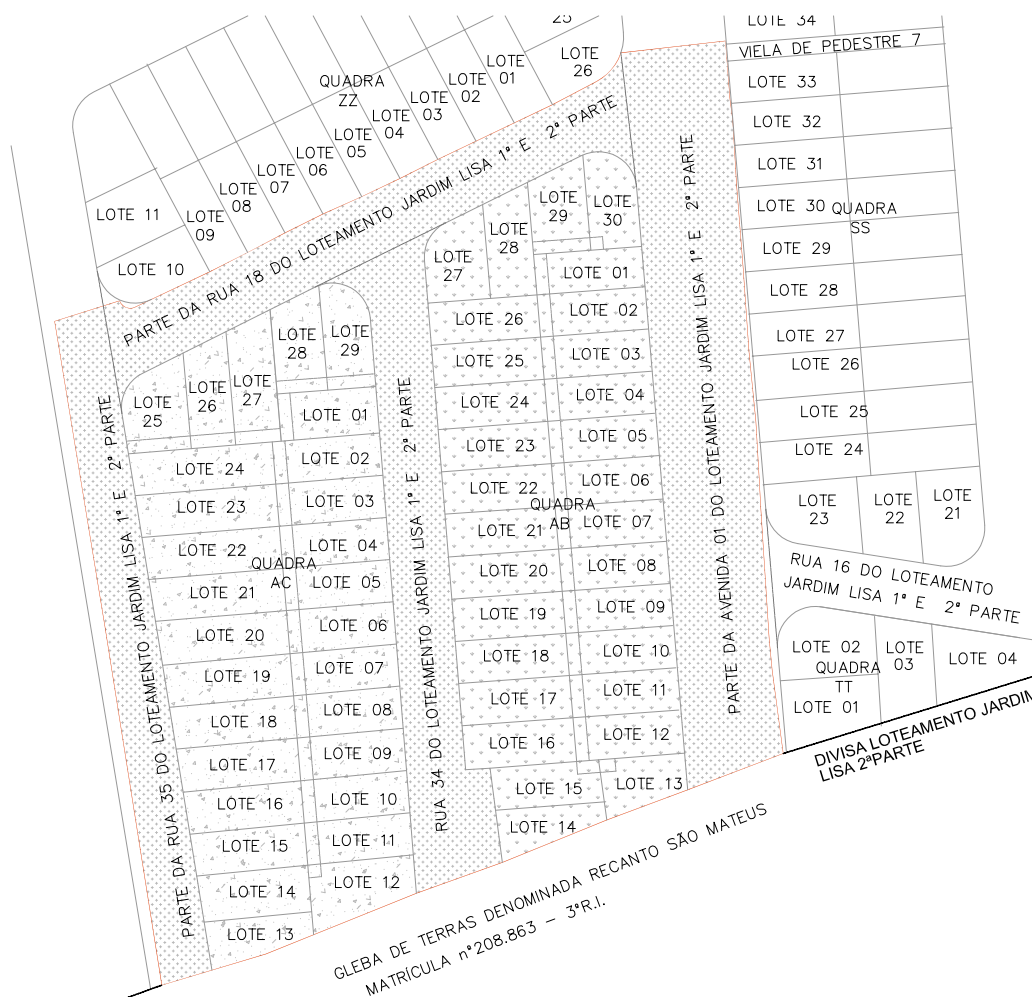 25
LOTE
26
LOTE
01
LOTE
02
LOTE
03
LOTE
04
LOTE
05
LOTE
06
LOTE
07
LOTE
08
LOTE
09
LOTE 11
LOTE 10
QUADRA
ZZ
PARTE DA RUA 18 DO LOTEAMENTO JARDIM LISA 1ª E 2ª PARTE
LOTE 34
VIELA DE PEDESTRE 7
LOTE 33
LOTE 32
LOTE 31
LOTE 30
QUADRA
SS
LOTE 29
LOTE 28
LOTE 27
LOTE 26
LOTE 25
LOTE 24
LOTE
23
LOTE
22
LOTE
21
RUA 16 DO LOTEAMENTO
JARDIM LISA 1ª E 2ª PARTE
LOTE 02
LOTE
03
LOTE 04
QUADRA
TT
LOTE 01
DIVISA LOTEAMENTO JARDIM
LISA 2ªPARTE
PARTE DA AVENIDA 01 DO LOTEAMENTO JARDIM LISA 1ª E 2ª PARTE
LOTE
27
LOTE
28
LOTE
29
LOTE
30
LOTE 01
LOTE 02
LOTE 03
LOTE 04
LOTE 05
LOTE 06
LOTE 07
LOTE 08
LOTE 09
LOTE 10
LOTE 11
LOTE 12
LOTE 13
LOTE 26
LOTE 25
LOTE 24
LOTE 23
LOTE 22
QUADRA
AB
LOTE 21
LOTE 20
LOTE 19
LOTE 18
LOTE 17
LOTE 16
LOTE 15
LOTE 14
RUA 34 DO LOTEAMENTO JARDIM LISA 1ª E 2ª PARTE
LOTE
25
LOTE
26
LOTE
27
LOTE
28
LOTE
29
LOTE 01
LOTE 02
LOTE 03
LOTE 04
LOTE 05
LOTE 06
LOTE 07
LOTE 08
LOTE 09
LOTE 10
LOTE 11
LOTE 12
LOTE 24
LOTE 23
LOTE 22
QUADRA
AC
LOTE 21
LOTE 20
LOTE 19
LOTE 18
LOTE 17
LOTE 16
LOTE 15
LOTE 14
LOTE 13
PARTE DA RUA 35 DO LOTEAMENTO JARDIM LISA 1ª E 2ª PARTE
GLEBA DE TERRAS DENOMINADA RECANTO SÃO MATEUS
MATRÍCULA nº208.863 – 3ºR.I.